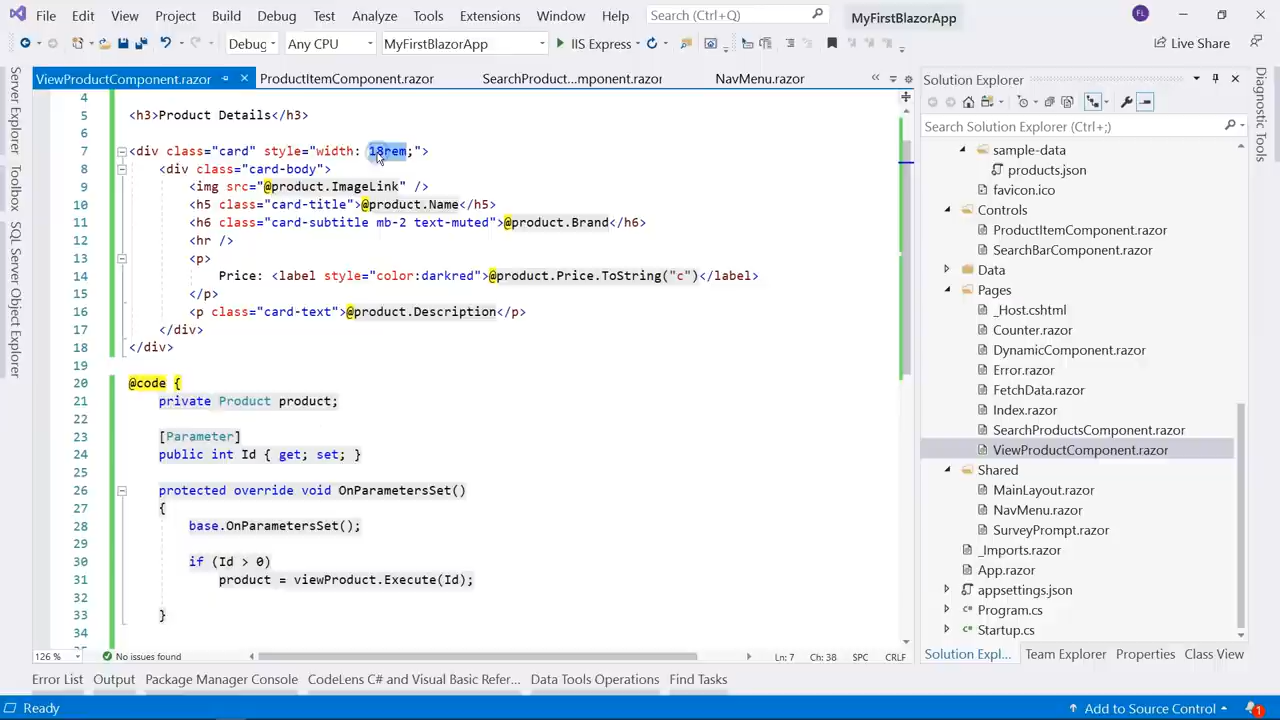 File Edit View Project Build Debug Test Analyze Tools Extensions Window Help Search (Ctrl+Q) MyFirstBlazorApp FL
Debug Any CPU MyFirstBlazorApp IIS Express Live Share
ViewProductComponent.razor ProductItemComponent.razor SearchProduct...mponent.razor NavMenu.razor
Server Explorer
Toolbox
SQL Server Object Explorer
4
5 <h3>Product Details</h3>
6
7 <div class="card" style="width: 18rem;">
8 <div class="card-body">
9 <img src="@product.ImageLink" />
10 <h5 class="card-title">@product.Name</h5>
11 <h6 class="card-subtitle mb-2 text-muted">@product.Brand</h6>
12 <hr />
13 <p>
14 Price: <label style="color:darkred">@product.Price.ToString("c")</label>
15 </p>
16 <p class="card-text">@product.Description</p>
17 </div>
18 </div>
19
20 @code {
21 private Product product;
22
23 [Parameter]
24 public int Id { get; set; }
25
26 protected override void OnParametersSet()
27 {
28 base.OnParametersSet();
29
30 if (Id > 0)
31 product = viewProduct.Execute(Id);
32
33 }
34
126 % No issues found Ln: 7 Ch: 38 SPC CRLF
Solution Explorer
Search Solution Explorer (Ctrl+;)
sample-data
products.json
favicon.ico
Controls
ProductItemComponent.razor
SearchBarComponent.razor
Data
Pages
_Host.cshtml
Counter.razor
DynamicComponent.razor
Error.razor
FetchData.razor
Index.razor
SearchProductsComponent.razor
ViewProductComponent.razor
Shared
MainLayout.razor
NavMenu.razor
SurveyPrompt.razor
_Imports.razor
App.razor
appsettings.json
C# Program.cs
C# Startup.cs
Solution Expl... Team Explorer Properties Class View
Diagnostic Tools
Error List Output Package Manager Console CodeLens C# and Visual Basic Refer... Data Tools Operations Find Tasks
Ready Add to Source Control 1